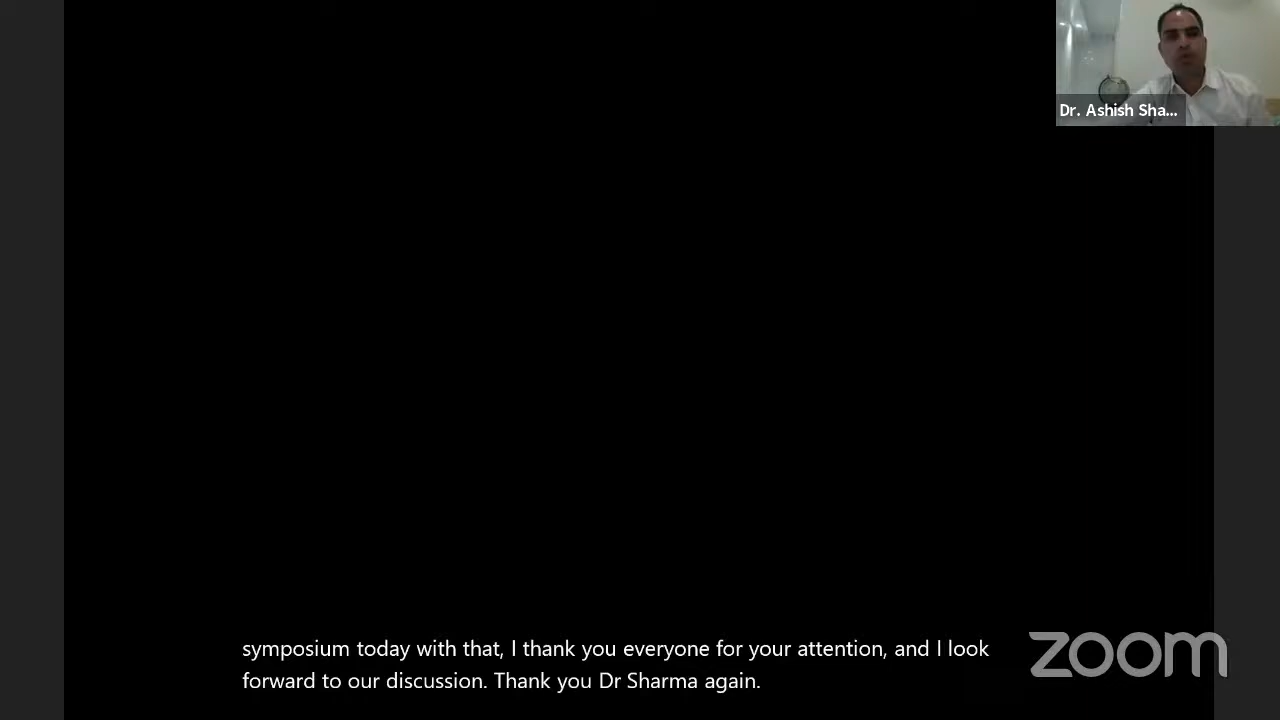 Dr. Ashish Sha...
symposium today with that, I thank you everyone for your attention, and I look
forward to our discussion. Thank you Dr Sharma again.
zoom